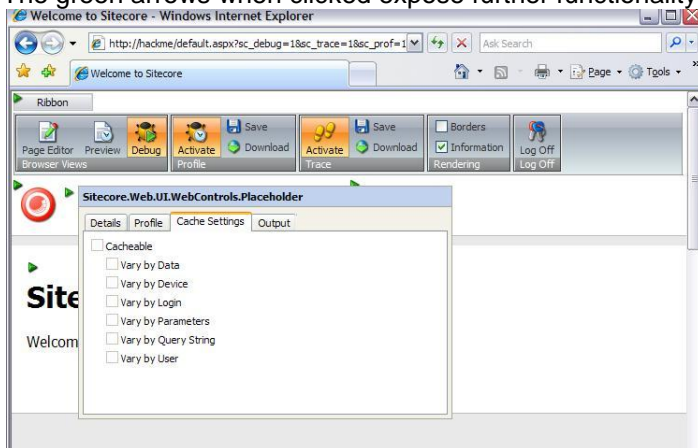 The green arrows when clicked expose further functionality
Welcome to Sitecore - Windows Internet Explorer
http://hackme/default.aspx?sc_debug=1&sc_trace=1&sc_prof=1
Ask Search
Welcome to Sitecore
Page
Tools
»
Ribbon
Page Editor
Preview
Debug
Browser Views
Activate
Save
Download
Profile
Activate
Save
Download
Trace
Borders
Information
Rendering
Log Off
Log Off
Sitecore.Web.UI.WebControls.Placeholder
Details Profile Cache Settings Output
Cacheable
Vary by Data
Vary by Device
Vary by Login
Vary by Parameters
Vary by Query String
Vary by User
Site
Welcom